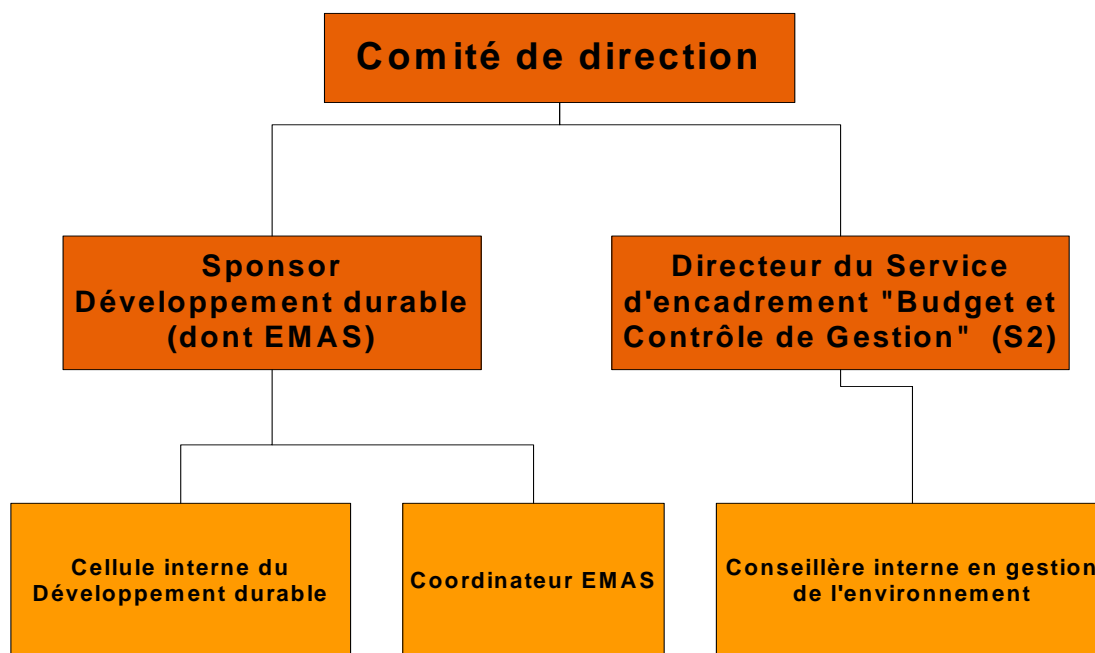 Comité de direction
Sponsor
Développement durable
(dont EMAS)
Directeur du Service
d'encadrement "Budget et
Contrôle de Gestion" (S2)
Cellule interne du
Développement durable
Coordinateur EMAS
Conseillère interne en gestion
de l'environnement